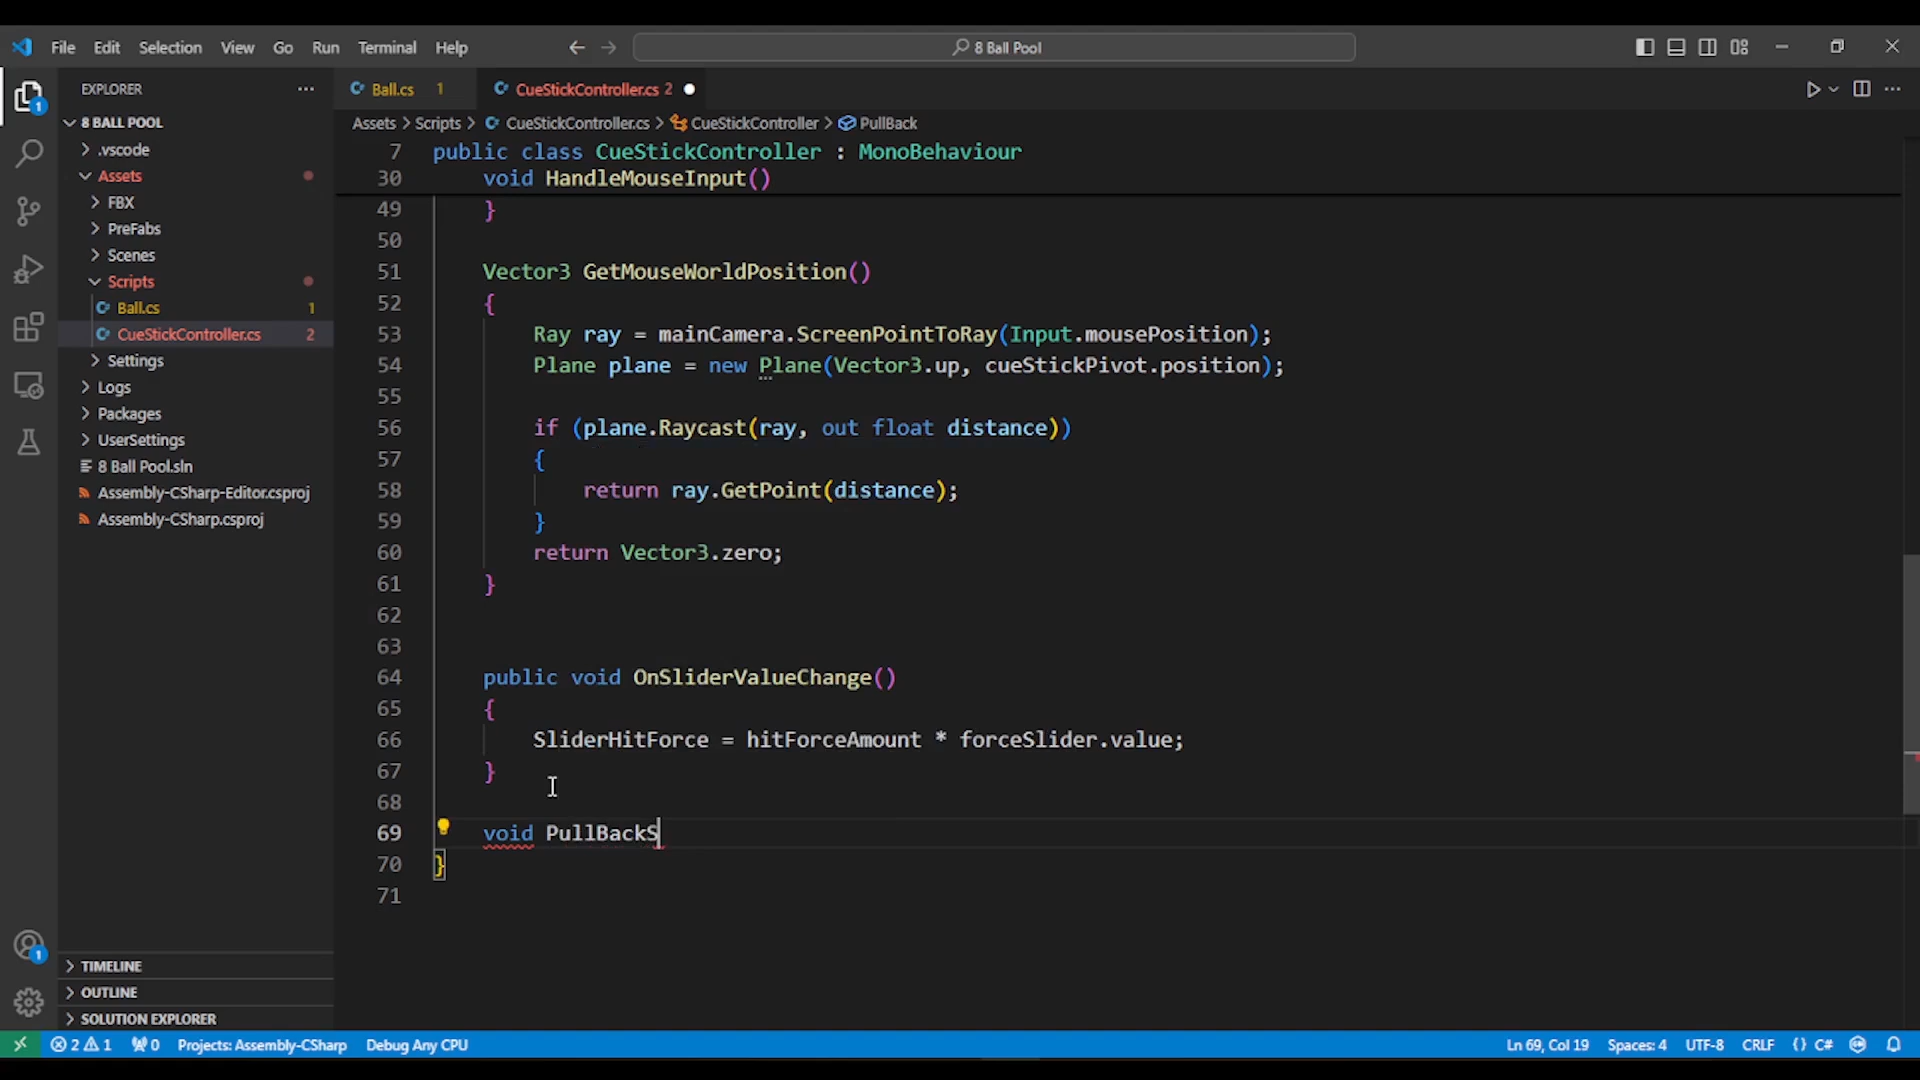 File Edit Selection View Go Run Terminal Help 8 Ball Pool
EXPLORER
Ball.cs 1 CueStickController.cs 2
8 BALL POOL
.vscode
Assets
FBX
PreFabs
Scenes
Scripts
Ball.cs 1
CueStickController.cs 2
Settings
Logs
Packages
UserSettings
8 Ball Pool.sln
Assembly-CSharp-Editor.csproj
Assembly-CSharp.csproj
TIMELINE
OUTLINE
SOLUTION EXPLORER
Assets > Scripts > CueStickController.cs > CueStickController > PullBack
7 public class CueStickController : MonoBehaviour
30 void HandleMouseInput()
49 }
50
51 Vector3 GetMouseWorldPosition()
52 {
53 Ray ray = mainCamera.ScreenPointToRay(Input.mousePosition);
54 Plane plane = new Plane(Vector3.up, cueStickPivot.position);
55
56 if (plane.Raycast(ray, out float distance))
57 {
58 return ray.GetPoint(distance);
59 }
60 return Vector3.zero;
61 }
62
63
64 public void OnSliderValueChange()
65 {
66 SliderHitForce = hitForceAmount * forceSlider.value;
67 }
68
69 void PullBackS
70 }
71
1
1
2 1 0 Projects: Assembly-CSharp Debug Any CPU Ln 69, Col 19 Spaces: 4 UTF-8 CRLF {} C#